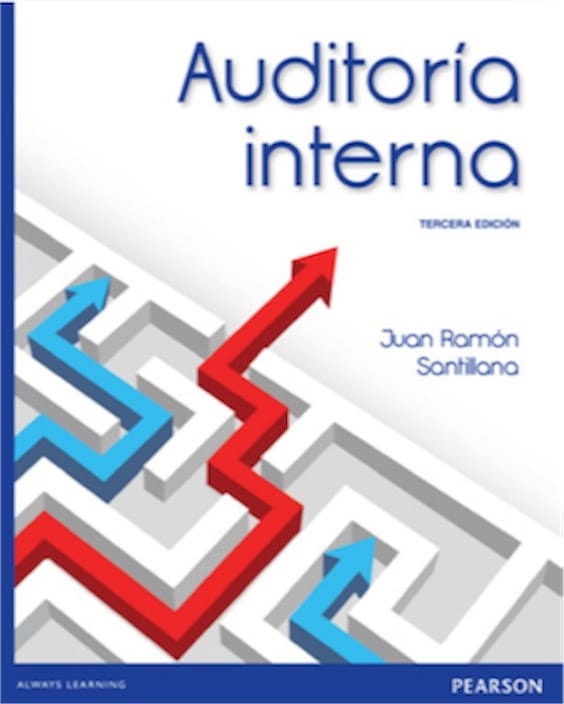 Auditoría
interna
TERCERA EDICIÓN
Juan Ramón
Santillana
ALWAYS LEARNING
PEARSON